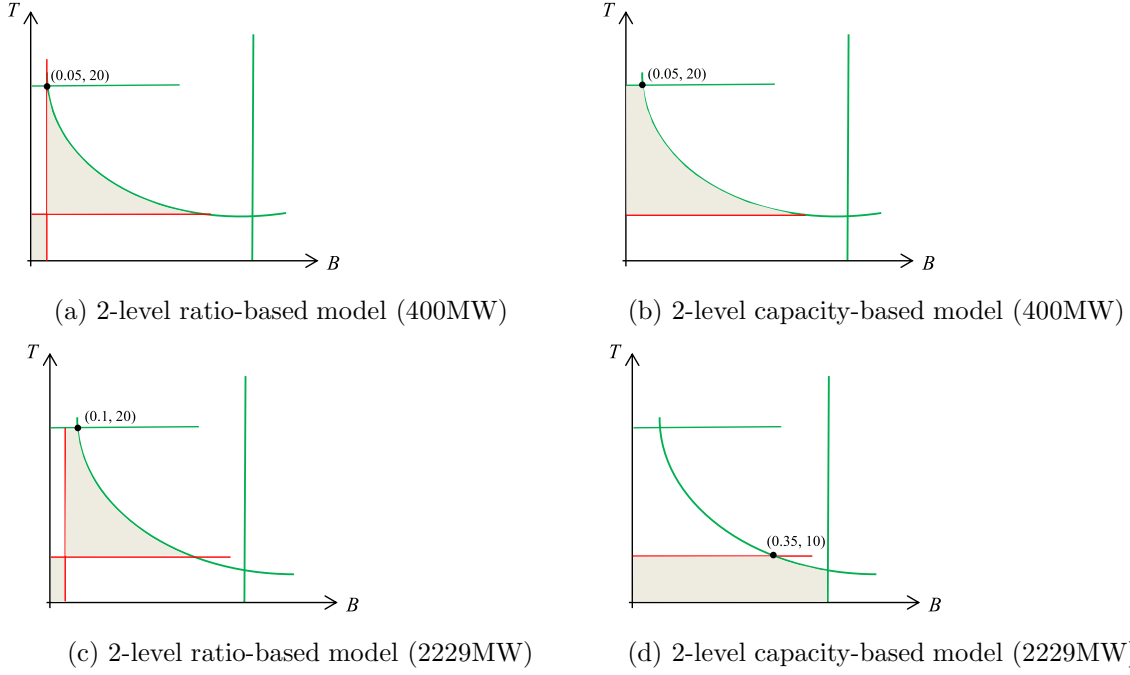 T
(0.05, 20)
B
T
(0.05, 20)
B
(a) 2-level ratio-based model (400MW)
(b) 2-level capacity-based model (400MW)
T
(0.1, 20)
B
T
(0.35, 10)
B
(c) 2-level ratio-based model (2229MW)
(d) 2-level capacity-based model (2229MW)